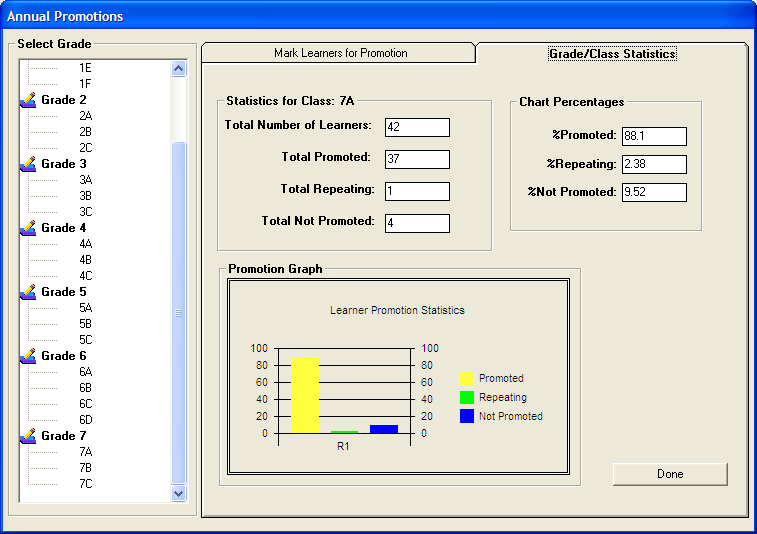 Annual Promotions
Select Grade
1E
1F
Grade 2
2A
2B
2C
Grade 3
3A
3B
3C
Grade 4
4A
4B
4C
Grade 5
5A
5B
5C
Grade 6
6A
6B
6C
6D
Grade 7
7A
7B
7C
Mark Learners for Promotion
Grade/Class Statistics
Statistics for Class: 7A
Total Number of Learners: 42
Total Promoted: 37
Total Repeating: 1
Total Not Promoted: 4
Chart Percentages
%Promoted: 88.1
%Repeating: 2.38
%Not Promoted: 9.52
Promotion Graph
Learner Promotion Statistics
100 100
80 80
60 60
40 40
20 20
0 0
R1
Promoted
Repeating
Not Promoted
Done